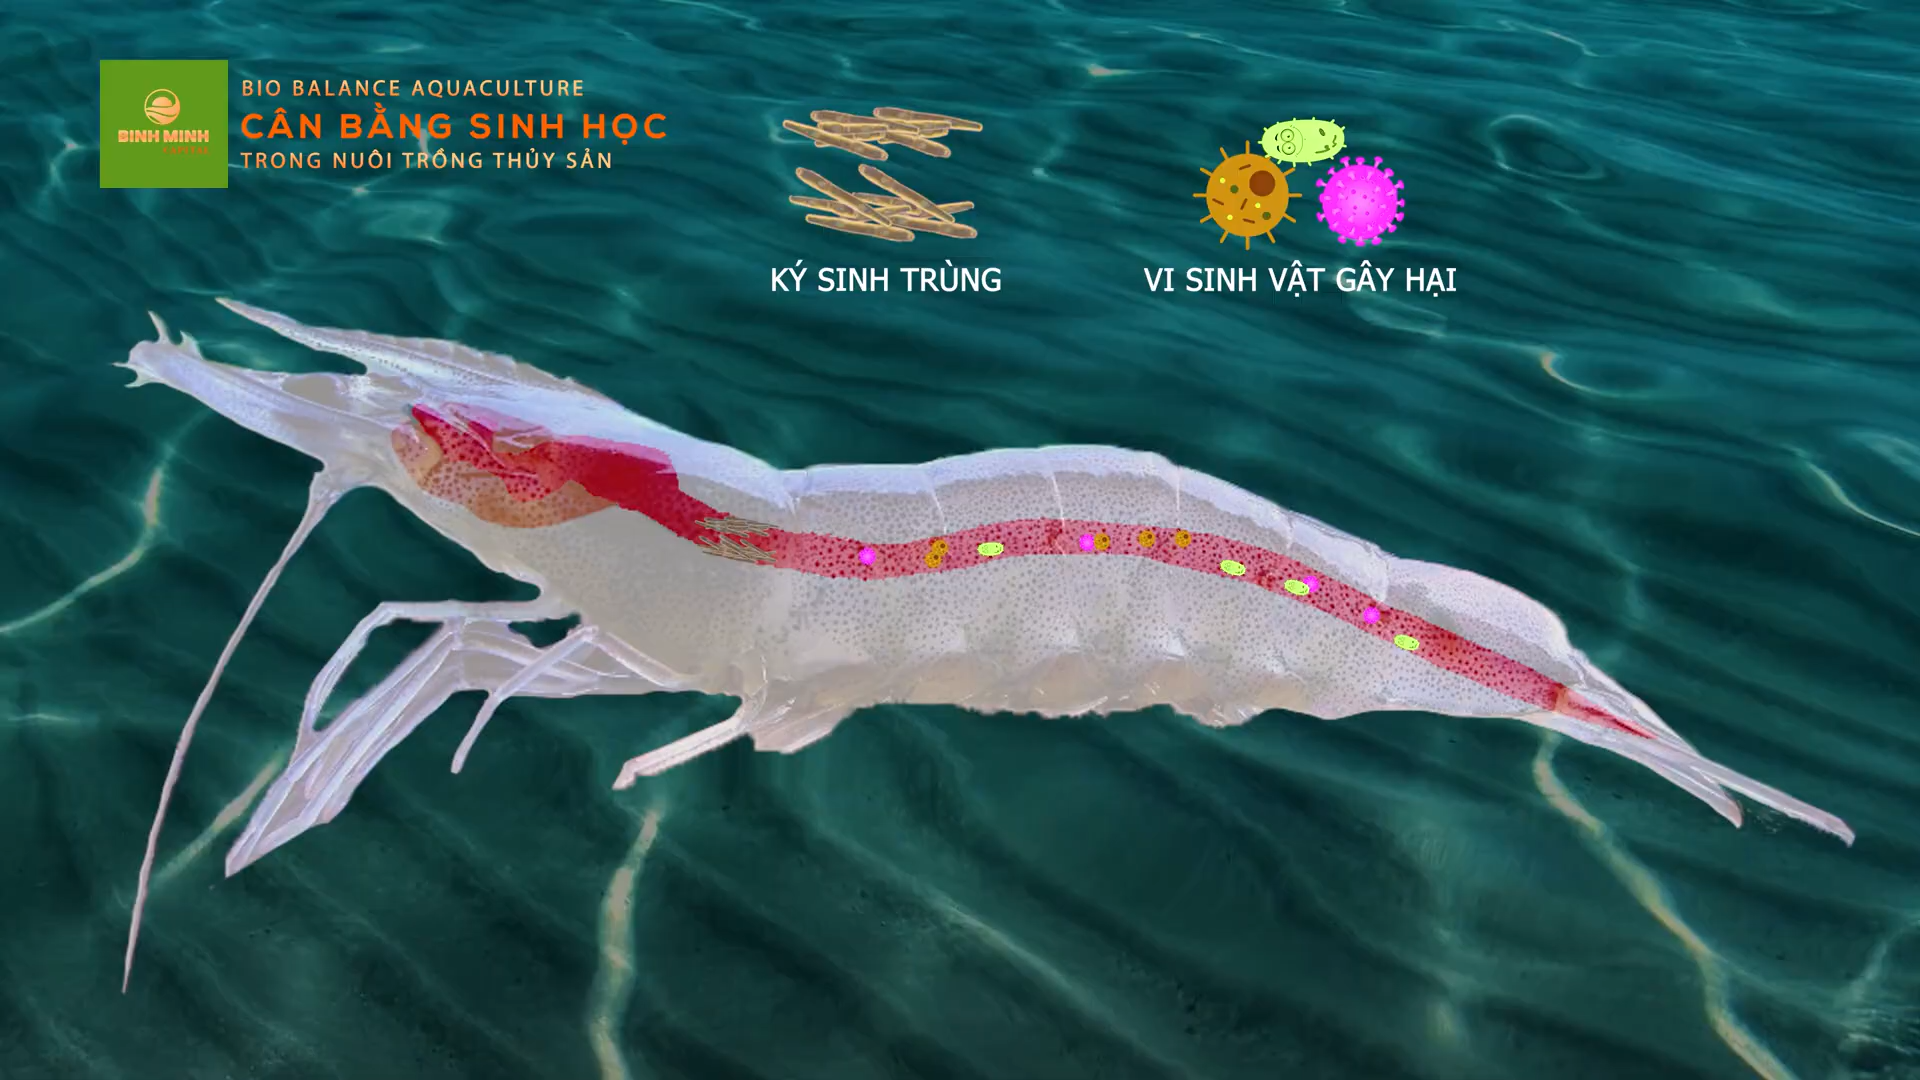 BINH MINH
BIO BALANCE AQUACULTURE
CÂN BẰNG SINH HỌC
TRONG NUÔI TRỒNG THỦY SẢN
KÝ SINH TRÙNG
VI SINH VẬT GÂY HẠI